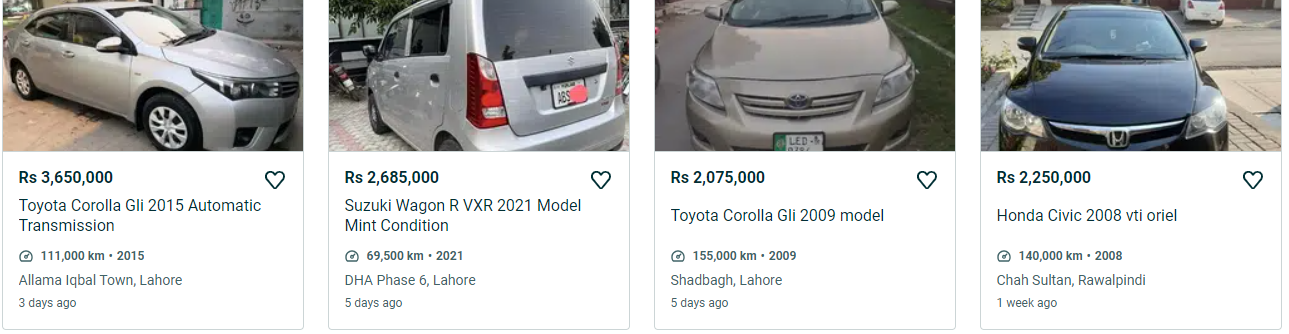 ABS
LED
Rs 3,650,000
Toyota Corolla Gli 2015 Automatic
Transmission
111,000 km • 2015
Allama Iqbal Town, Lahore
3 days ago
Rs 2,685,000
Suzuki Wagon R VXR 2021 Model
Mint Condition
69,500 km • 2021
DHA Phase 6, Lahore
5 days ago
Rs 2,075,000
Toyota Corolla Gli 2009 model
155,000 km • 2009
Shadbagh, Lahore
5 days ago
Rs 2,250,000
Honda Civic 2008 vti oriel
140,000 km • 2008
Chah Sultan, Rawalpindi
1 week ago